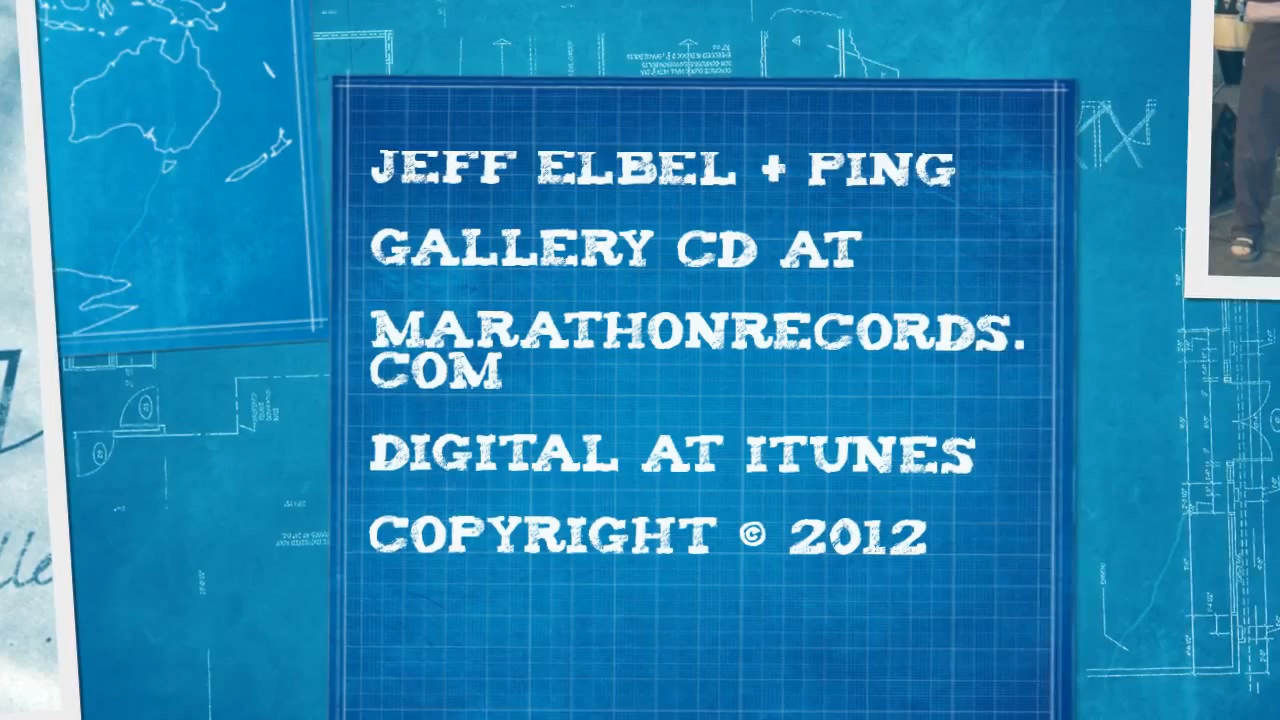 JEFF ELBEL + PING
GALLERY CD AT
MARATHONRECORDS.
COM
DIGITAL AT ITUNES
COPYRIGHT © 2012